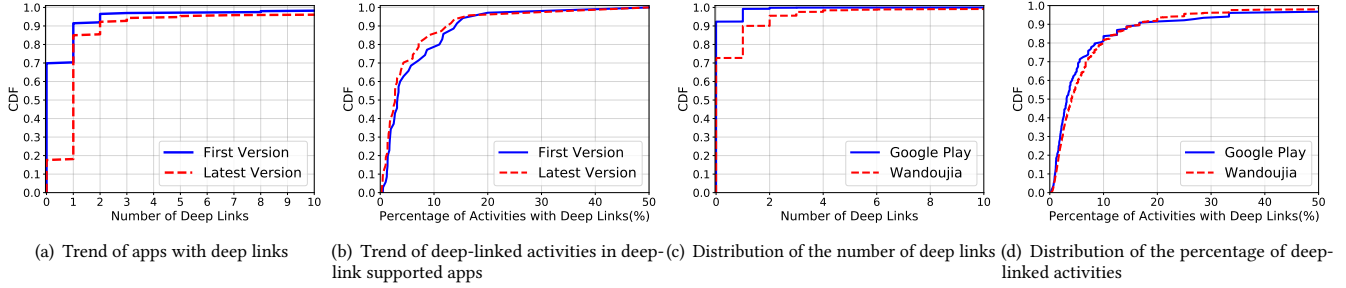 1.0
0.9
0.8
0.7
0.6
0.5
0.4
0.3
0.2
0.1
0.0
CDF
First Version
Latest Version
0 1 2 3 4 5 6 7 8 9 10
Number of Deep Links
(a) Trend of apps with deep links
1.0
0.9
0.8
0.7
0.6
0.5
0.4
0.3
0.2
0.1
0.0
CDF
First Version
Latest Version
0 10 20 30 40 50
Percentage of Activities with Deep Links(%)
(b) Trend of deep-linked activities in deep-
link supported apps
1.0
0.9
0.8
0.7
0.6
0.5
0.4
0.3
0.2
0.1
0.0
CDF
Google Play
Wandoujia
0 2 4 6 8 10
Number of Deep Links
(c) Distribution of the number of deep links
1.0
0.9
0.8
0.7
0.6
0.5
0.4
0.3
0.2
0.1
0.0
CDF
Google Play
Wandoujia
0 10 20 30 40 50
Percentage of Activities with Deep Links(%)
(d) Distribution of the percentage of deep-
linked activities